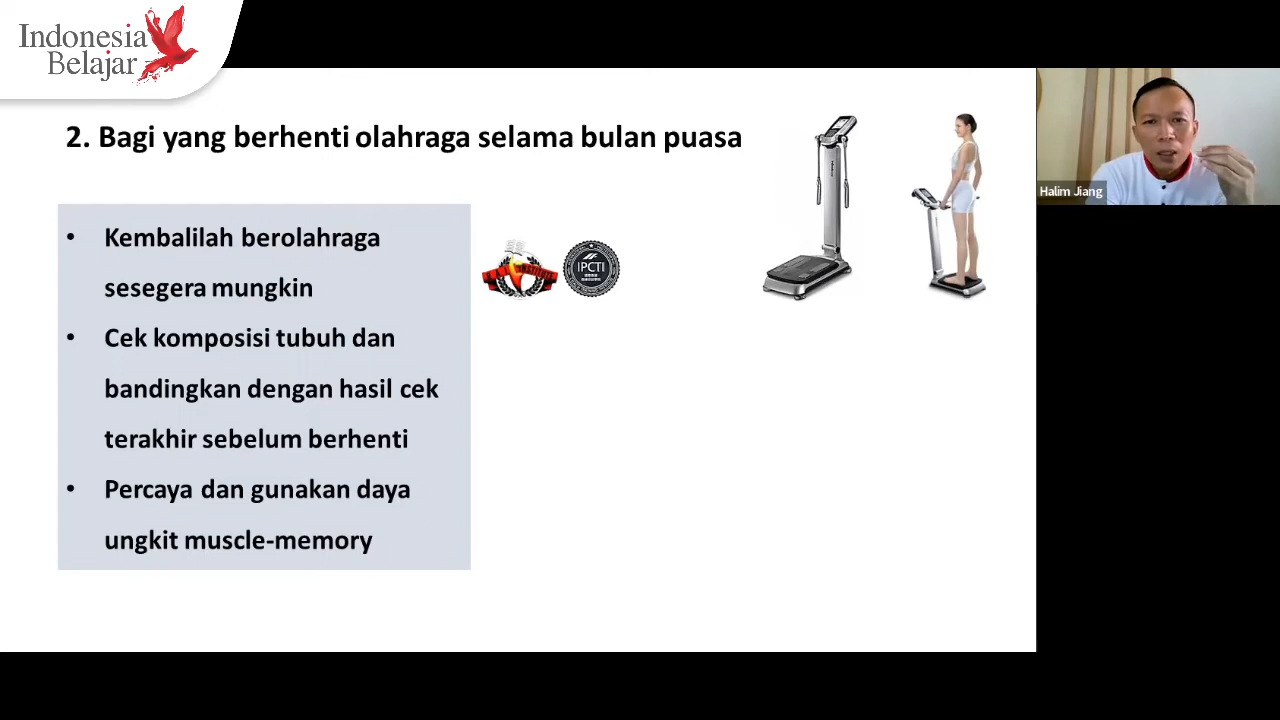 Indonesia
Belajar
2. Bagi yang berhenti olahraga selama bulan puasa
Halim Jiang
• Kembalilah berolahraga
sesegera mungkin
• Cek komposisi tubuh dan
bandingkan dengan hasil cek
terakhir sebelum berhenti
• Percaya dan gunakan daya
ungkit muscle-memory
INSTITUTE
IPCTI